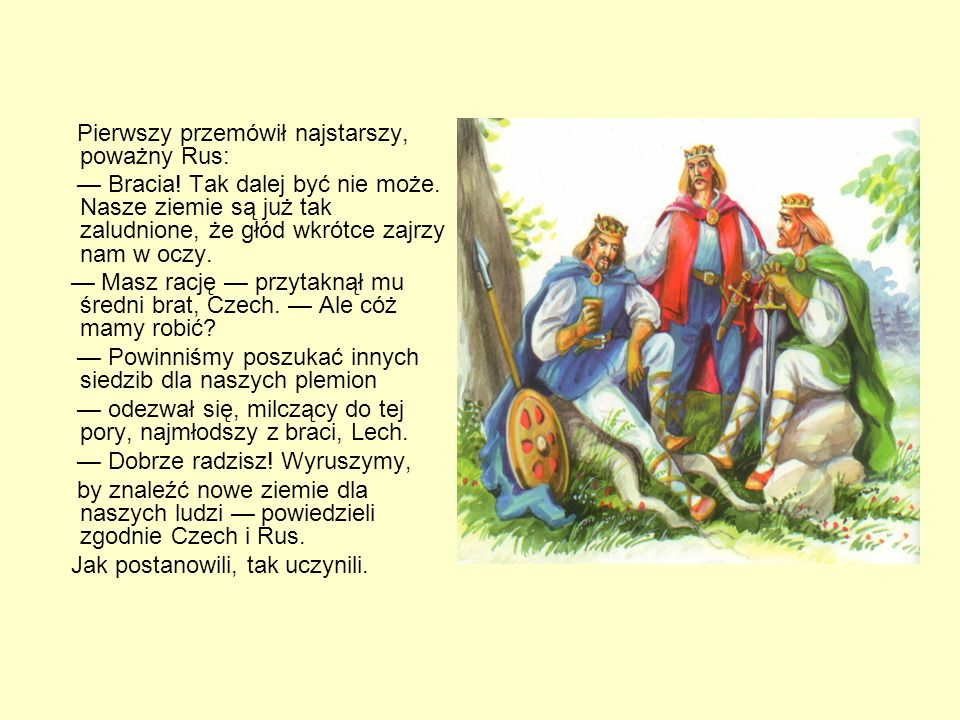 Pierwszy przemówił najstarszy,
poważny Rus:
— Bracia! Tak dalej być nie może.
Nasze ziemie są już tak
zaludnione, że głód wkrótce zajrzy
nam w oczy.
— Masz rację — przytaknął mu
średni brat, Czech. — Ale cóż
mamy robić?
— Powinniśmy poszukać innych
siedzib dla naszych plemion
— odezwał się, milczący do tej
pory, najmłodszy z braci, Lech.
— Dobrze radzisz! Wyruszymy,
by znaleźć nowe ziemie dla
naszych ludzi — powiedzieli
zgodnie Czech i Rus.
Jak postanowili, tak uczynili.